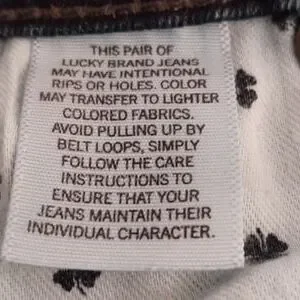 THIS PAIR OF
LUCKY BRAND JEANS
MAY HAVE INTENTIONAL
RIPS OR HOLES. COLOR
MAY TRANSFER TO LIGHTER
COLORED FABRICS.
AVOID PULLING UP BY
BELT LOOPS, SIMPLY
FOLLOW THE CARE
INSTRUCTIONS TO
ENSURE THAT YOUR
JEANS MAINTAIN THEIR
INDIVIDUAL CHARACTER.